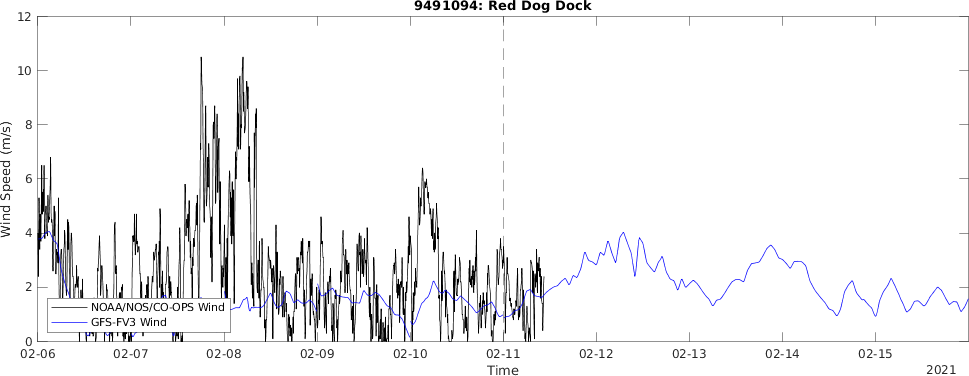 9491094: Red Dog Dock
12
10
8
6
4
2
0
Wind Speed (m/s)
NOAA/NOS/CO-OPS Wind
GFS-FV3 Wind
02-06 02-07 02-08 02-09 02-10 02-11 02-12 02-13 02-14 02-15
Time
2021